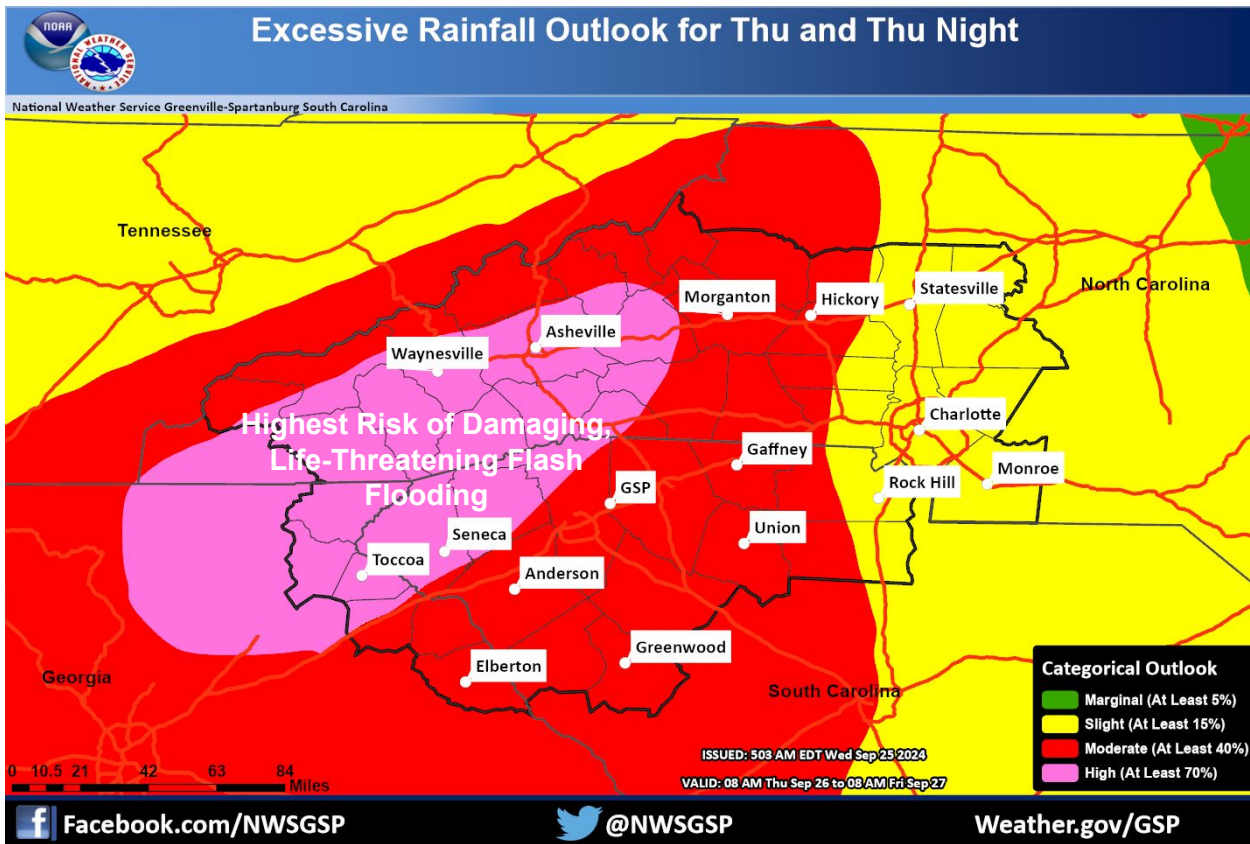 NOAA
NATIONAL WEATHER SERVICE
Excessive Rainfall Outlook for Thu and Thu Night
National Weather Service Greenville-Spartanburg South Carolina
Tennessee
North Carolina
Morganton
Hickory
Statesville
Asheville
Waynesville
Highest Risk of Damaging,
Life-Threatening Flash
Flooding
Charlotte
Gaffney
Monroe
GSP
Rock Hill
Seneca
Union
Toccoa
Anderson
Greenwood
Elberton
Georgia
South Carolina
Categorical Outlook
Marginal (At Least 5%)
Slight (At Least 15%)
Moderate (At Least 40%)
High (At Least 70%)
ISSUED: 503 AM EDT Wed Sep 25 2024
VALID: 08 AM Thu Sep 26 to 08 AM Fri Sep 27
0 10.5 21 42 63 84
Miles
Facebook.com/NWSGSP
@NWSGSP
Weather.gov/GSP